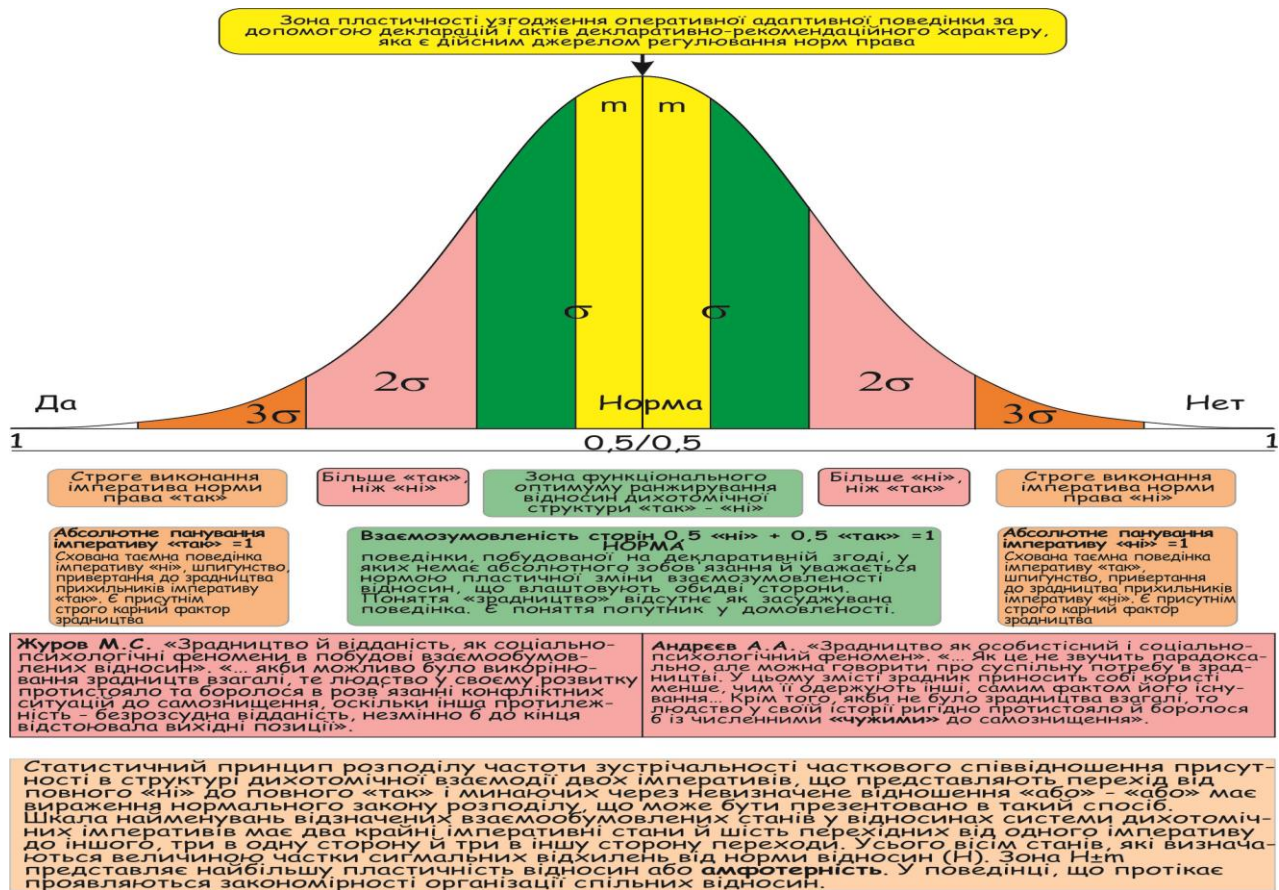 Зона пластичності узгодження оперативної адаптивної поведінки за
допомогою декларацій і актів декларативно-рекомендаційного характеру,
яка є дійсним джерелом регулювання норм права
m m
σ σ
2σ 2σ
3σ 3σ
Да Норма Нет
1 0,5/0,5 1
Строге виконання
імператива норми
права «так»
Більше «так»,
ніж «ні»
Зона функціонального
оптимуму ранжирування
відносин дихотомічної
структури “так” - «ні»
Більше «ні»,
ніж «так»
Строге виконання
імператива норми
права «ні»
Абсолютне панування
імперативу «таю» =1
Схована таємна поведінка
імперативу «ні», шпигунство,
привертання до зрадництва
прихильників імперативу
«так». Є присутнім
строго карний фактор
зрадництва
Взаємозумовленість сторін 0,5 «ні» + 0,5 «так» =1
НОРМА
поведінки, побудованої на декларативній згоді, у
яких немає абсолютного зобов язання й уважається
нормою пластичної зміни взаємозумовленості
відносин, що влаштовують обидві сторони.
Поняття «зрадництво» відсутнє як засуджувана
поведінка. Є поняття попутник у домовленості.
Абсолютне панування
імперативу «ні» =1
Схована таємна поведінка
імперативу «так»,
шпигунство, привертання
до зрадництва прихильників
імперативу «ні». Є присутнім
строго карний фактор
зрадництва
Журов М.С. «Зрадництво й відданість, як соціально-
психологічні феномени в побудові взаємообумов-
лених відносин». «... якби можливо було викоріню-
вання зрадництв взагалі, те людство у своєму розвитку
протистояло та боролося в розв язанні конфліктних
ситуацій до самознищення, оскільки інша протилеж-
ність - безрозсудна відданість, незмінно б до кінця
відстоювала вихідні позиції».
Андрєєв А.А. «Зрадництво як особистісний і соціально-
психологічний феномен». «... Як це не звучить парадокса-
льно, але можна говорити про суспільну потребу в зрад-
ництві. У цьому змісті зрадник приносить собі користі
менше, чим її одержують інші, самим фактом його існу-
вання... Крім того, якби не було зрадництва взагалі, то
людство у своїй історії ригідно протистояло й боролося
б із численними «чужими» до самознищення».
Статистичний принцип розподілу частоти зустрічальності часткового співвідношення присут-
ності в структурі дихотомічної взаємодії двох імперативів, що представляють перехід від
повного «ні» до повного «так» і минаючих через невизначене відношення «або» - «або» має
вираження нормального закону розподілу, що може бути презентовано в такий спосіб.
Шкала найменувань відзначених взаємообумовлених станів у відносинах системи дихотоміч-
них імперативів має два крайні імперативні стани й шість перехідних від одного імперативу
до іншого, три в одну сторону й три в іншу сторону переходи. Усього вісім станів, які визнача-
ються величиною частки сигмальних відхилень від норми відносин (Н). Зона Н±m
представляє найбільшу пластичність відносин або амфотерність. У поведінці, що протікає
проявляються закономірності організації спільних відносин.